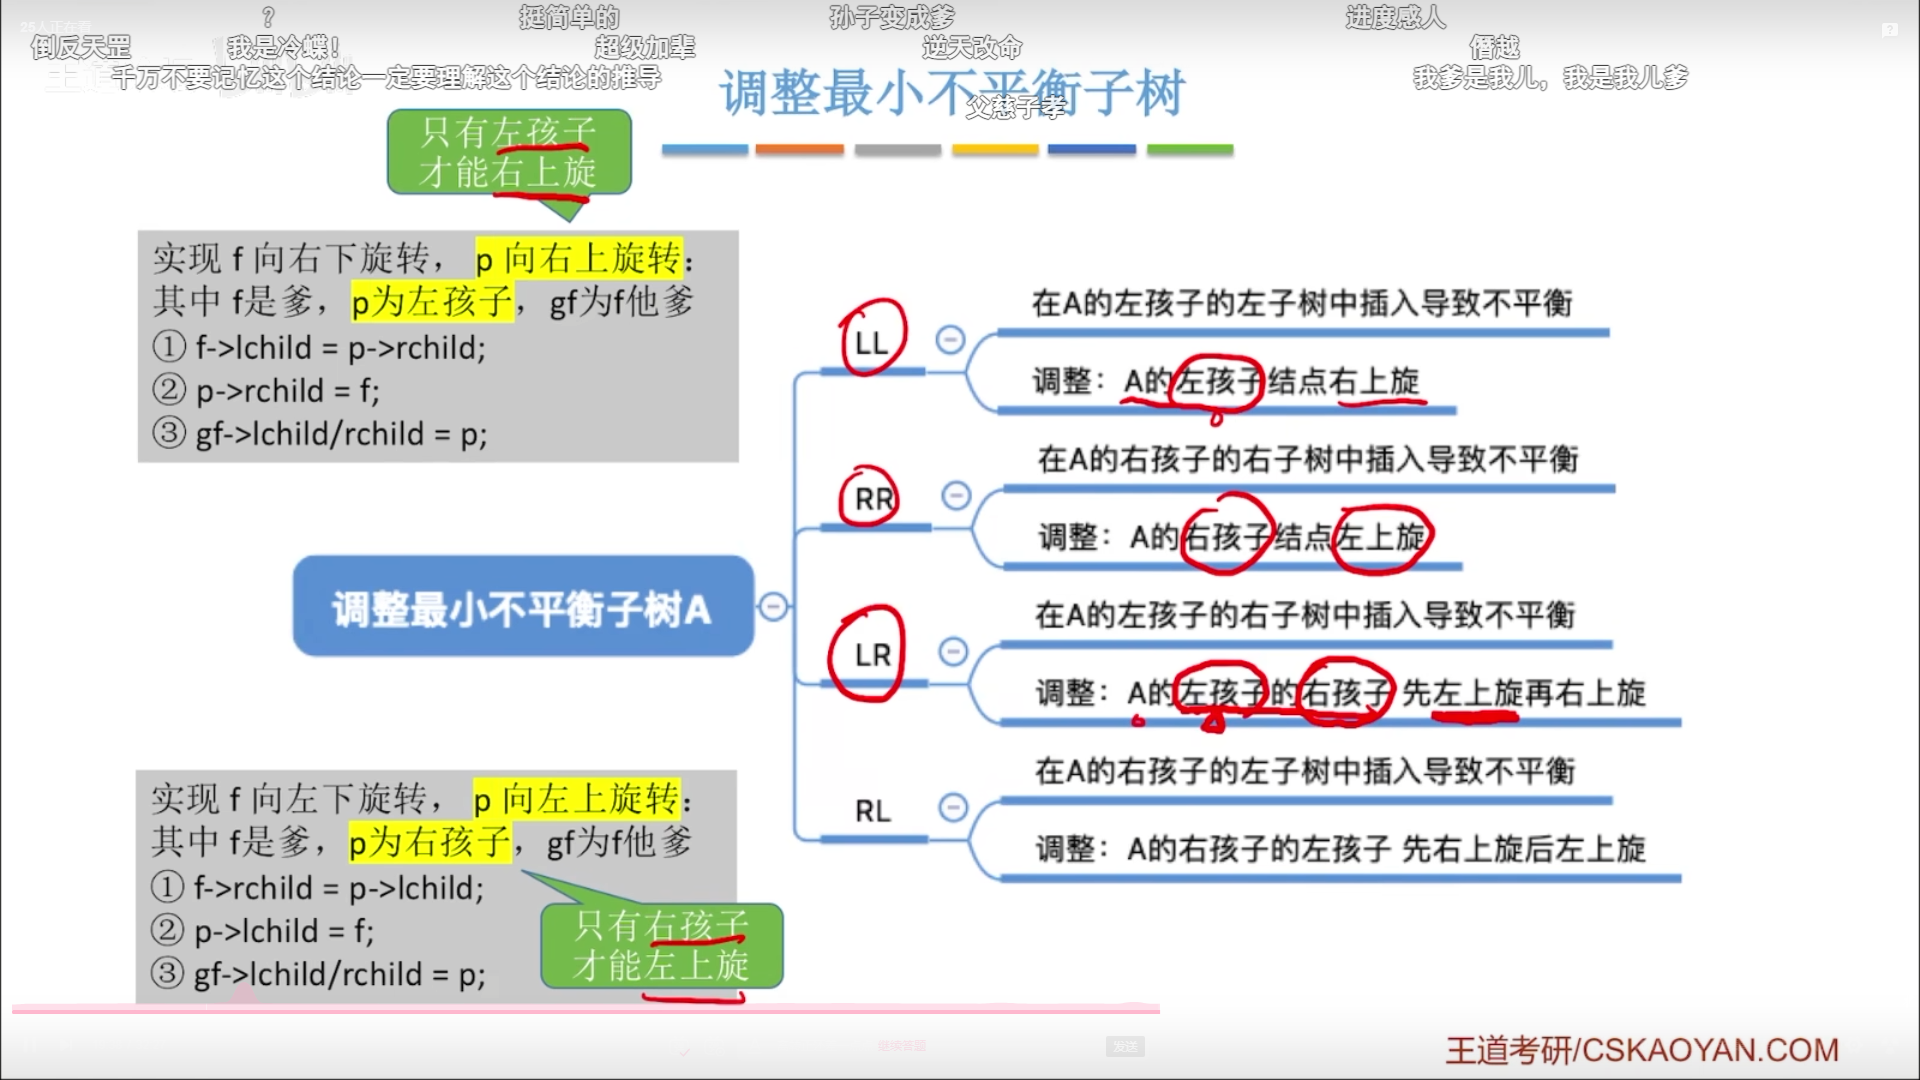 ?
挺简单的
孙子变成爹
进度感人
25人正在看
倒反天罡
我是冷蝶!
超级加辈
逆天改命
僭越
千万不要记忆这个结论一定要理解这个结论的推导
我爹是我儿，我是我儿爹
父慈子孝
调整最小不平衡子树
只有左孩子
才能右上旋
实现 f 向右下旋转， p 向右上旋转：
其中 f是爹，p为左孩子，gf为f他爹
① f->lchild = p->rchild;
② p->rchild = f;
③ gf->lchild/rchild = p;
调整最小不平衡子树A
LL
在A的左孩子的左子树中插入导致不平衡
调整：A的左孩子结点右上旋
RR
在A的右孩子的右子树中插入导致不平衡
调整：A的右孩子结点左上旋
LR
在A的左孩子的右子树中插入导致不平衡
调整：A的左孩子的右孩子 先左上旋再右上旋
RL
在A的右孩子的左子树中插入导致不平衡
调整：A的右孩子的左孩子 先右上旋后左上旋
实现 f 向左下旋转， p 向左上旋转：
其中 f是爹，p为右孩子，gf为f他爹
① f->rchild = p->lchild;
② p->lchild = f;
③ gf->lchild/rchild = p;
只有右孩子
才能左上旋
发送
王道考研/CSKAOYAN.COM